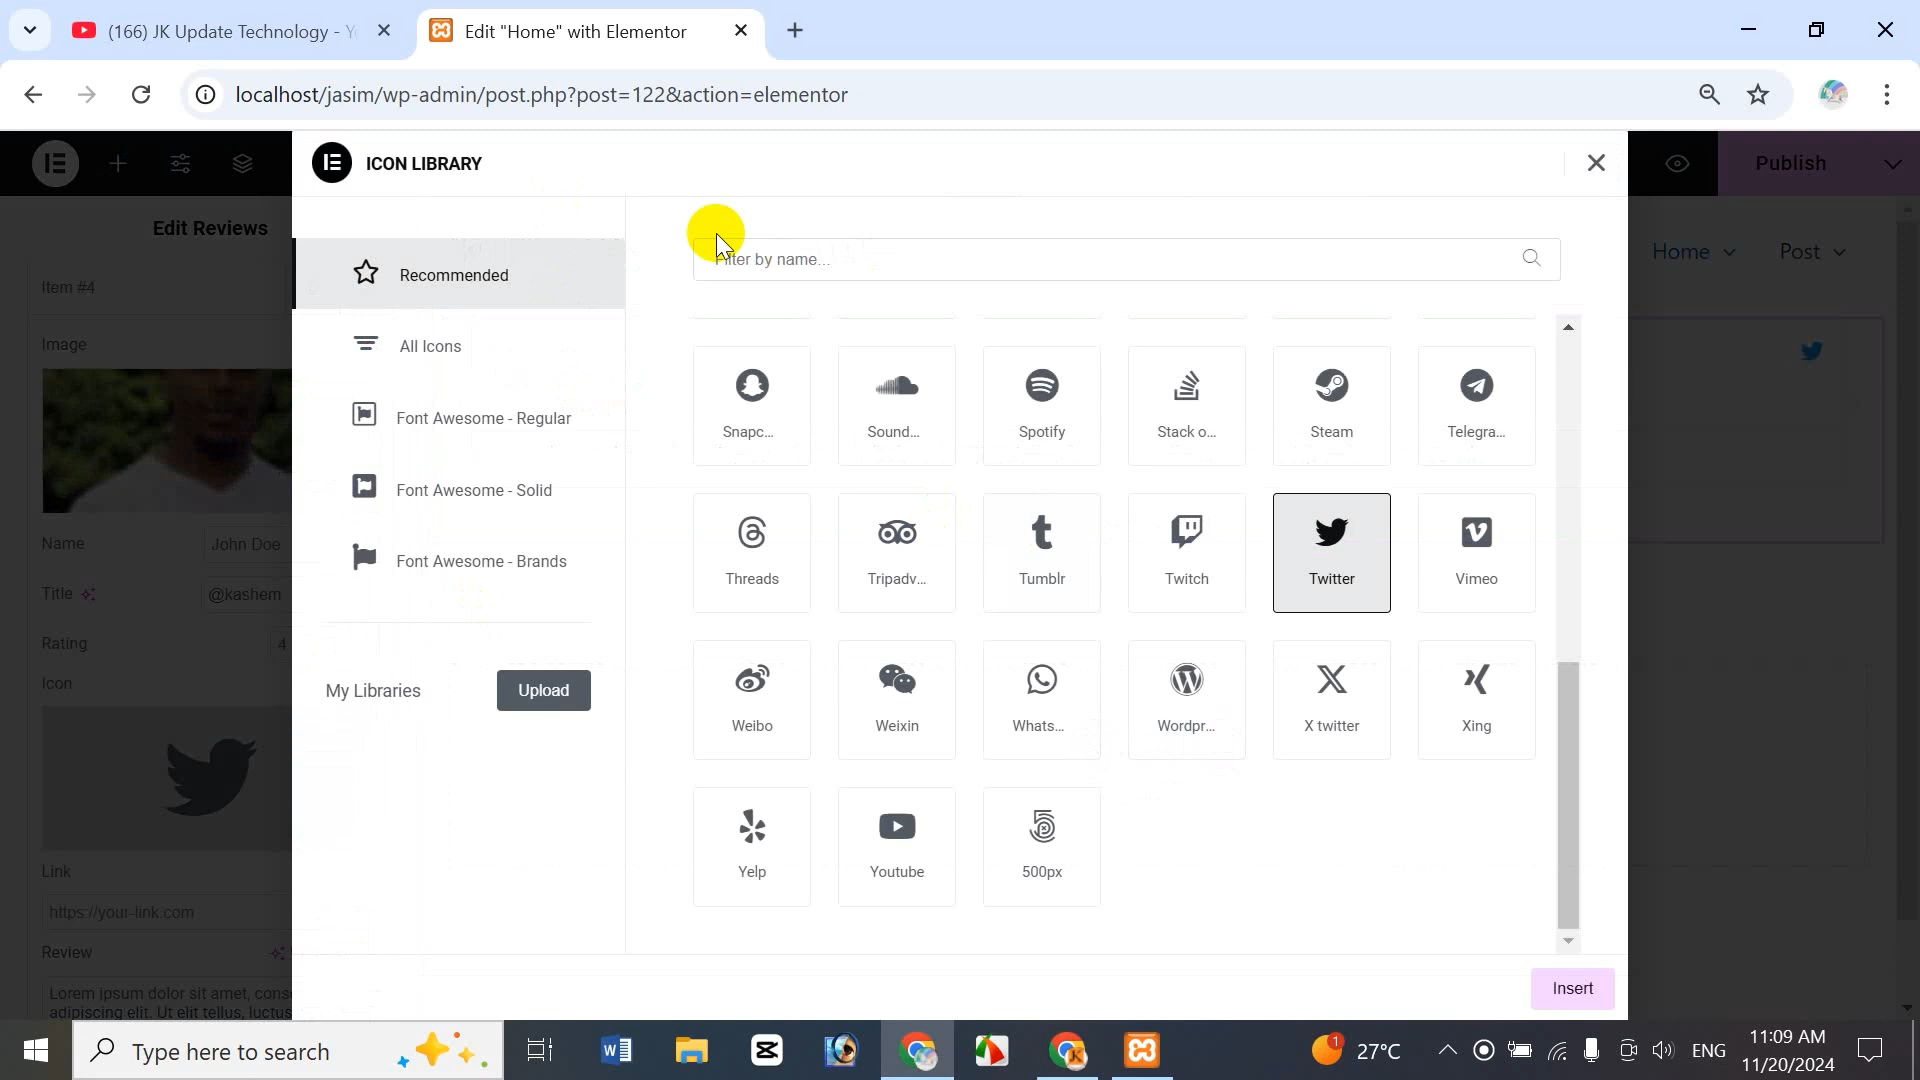 (166) JK Update Technology - Y
Edit "Home" with Elementor
localhost/jasim/wp-admin/post.php?post=122&action=elementor
ICON LIBRARY
Publish
Edit Reviews
Home
Post
Filter by name...
Recommended
All Icons
Font Awesome - Regular
Font Awesome - Solid
Font Awesome - Brands
My Libraries
Upload
Item #4
Image
Name
John Doe
Title
@kashem
Rating
4
Icon
Link
https://your-link.com
Review
Lorem ipsum dolor sit amet, cons
adipiscing elit. Ut elit tellus, luctus
Snapc...
Sound...
Spotify
Stack o...
Steam
Telegra...
Threads
Tripadv...
Tumblr
Twitch
Twitter
Vimeo
Weibo
Weixin
Whats...
Wordpr...
X twitter
Xing
Yelp
Youtube
500px
Insert
Type here to search
1
27°C
ENG
11:09 AM
11/20/2024